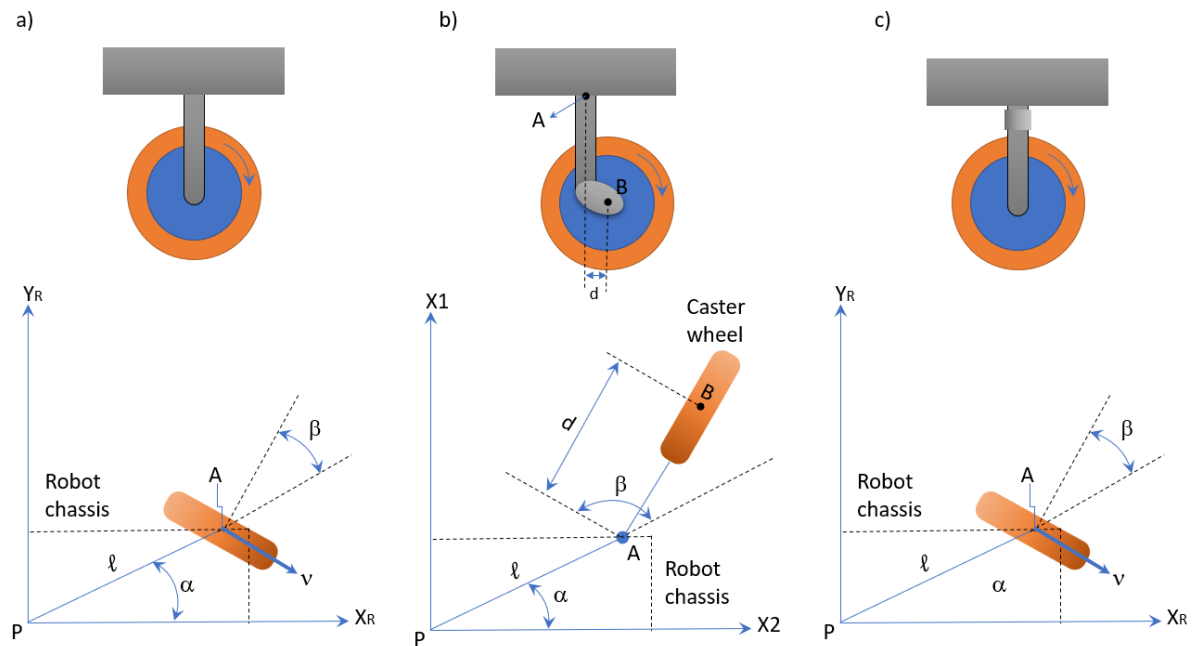 a)
b)
c)
A
B
d
YR
X1
Caster
wheel
YR
B
d
β
β
β
Robot
chassis
A
Robot
chassis
A
A
ℓ
α
ν
ℓ
α
Robot
chassis
ℓ
α
ν
P
XR
P
X2
P
XR